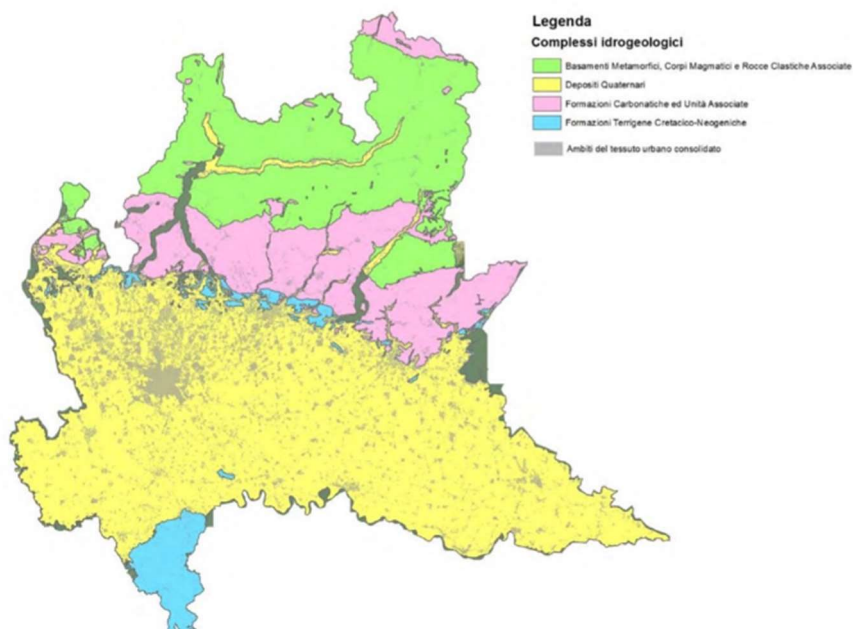 Legenda
Complessi idrogeologici
Basamenti Metamorfici, Corpi Magmatici e Rocce Clastiche Associate
Depositi Quaternari
Formazioni Carbonatiche ed Unità Associate
Formazioni Terrigene Cretacico-Neogeniche
Ambiti del tessuto urbano consolidato